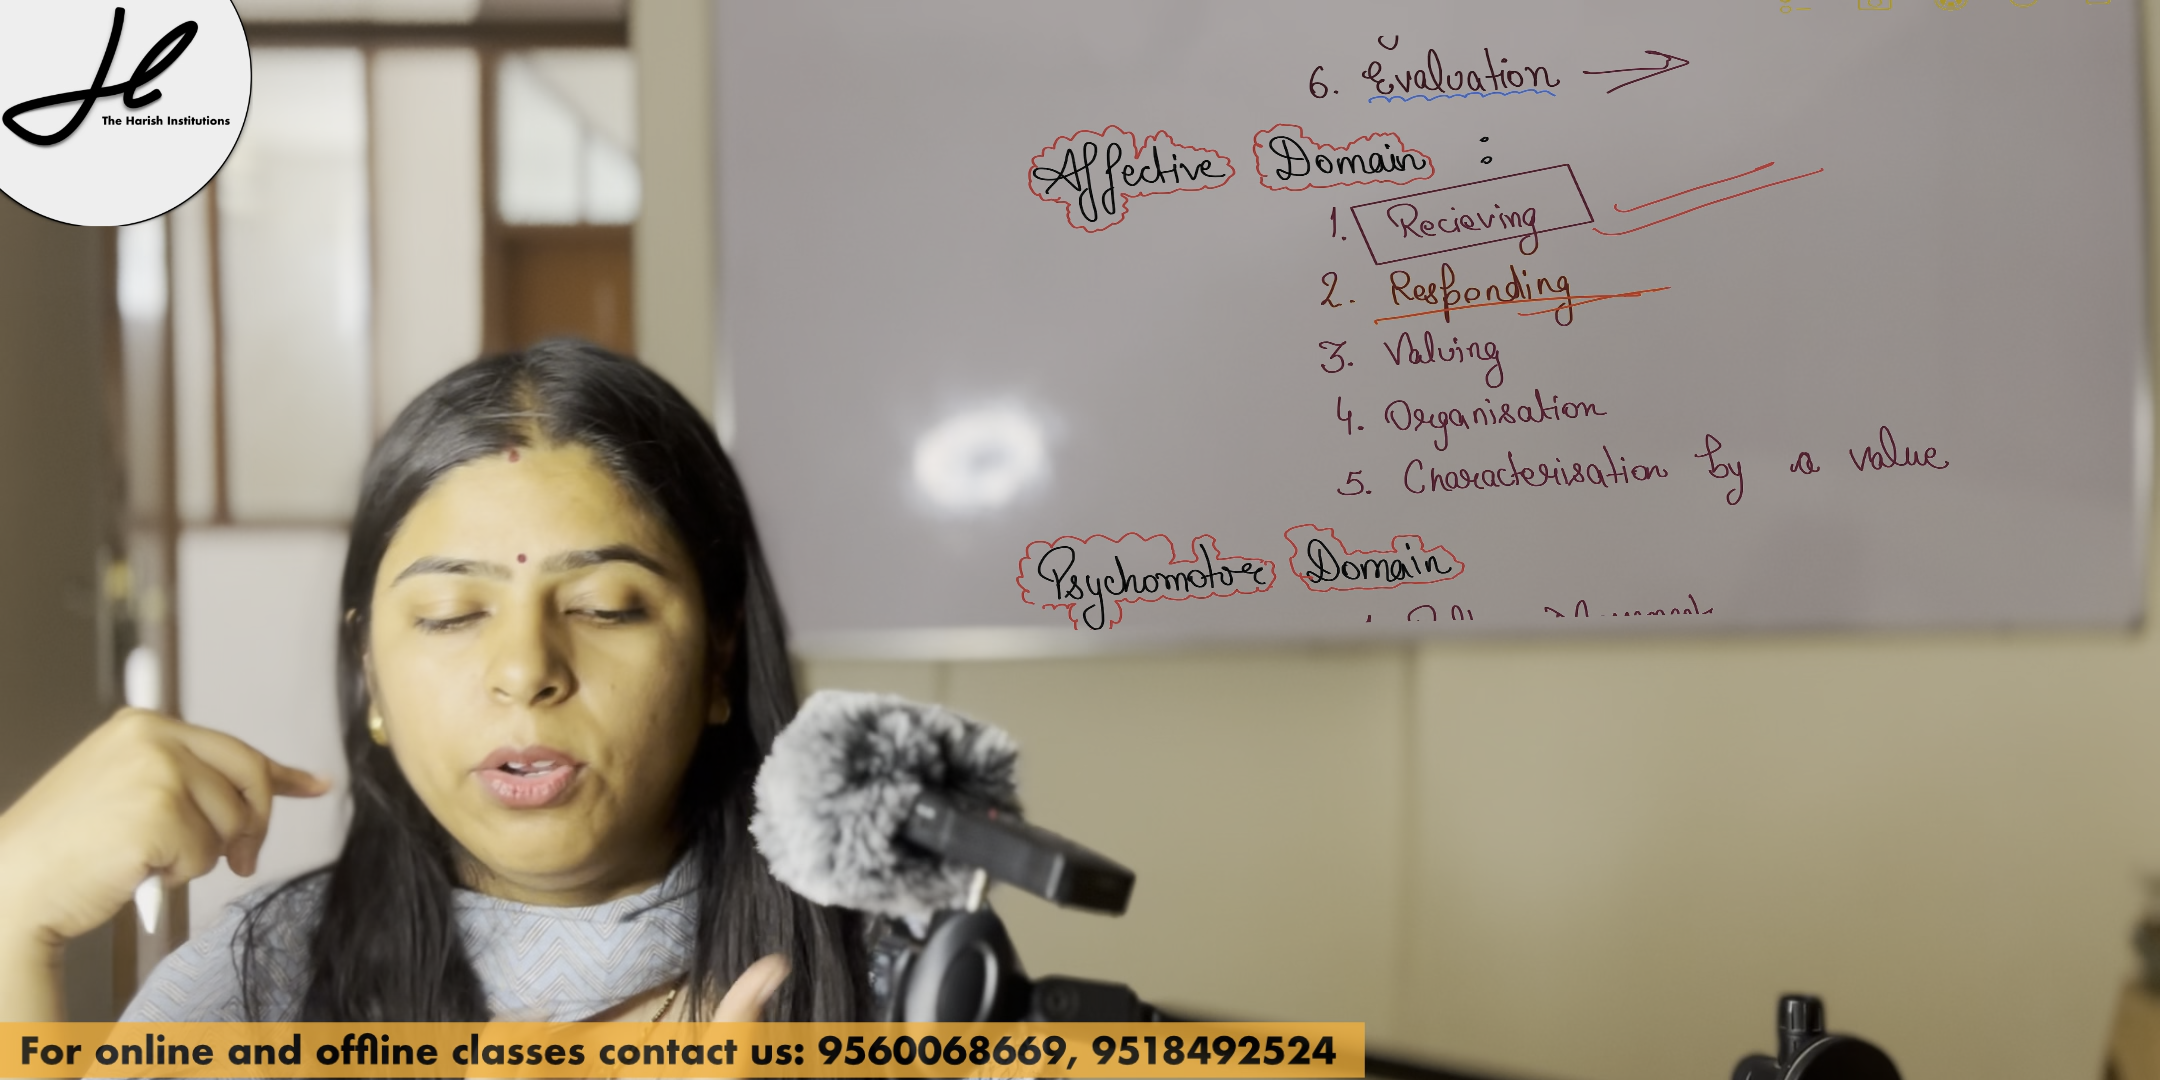 The Harish Institutions
6. Evaluation
Affective Domain :
1. Recieving
2. Responding
3. Valuing
4. Organisation
5. Characterisation by a value
Psychomotor Domain
For online and offline classes contact us: 9560068669, 9518492524